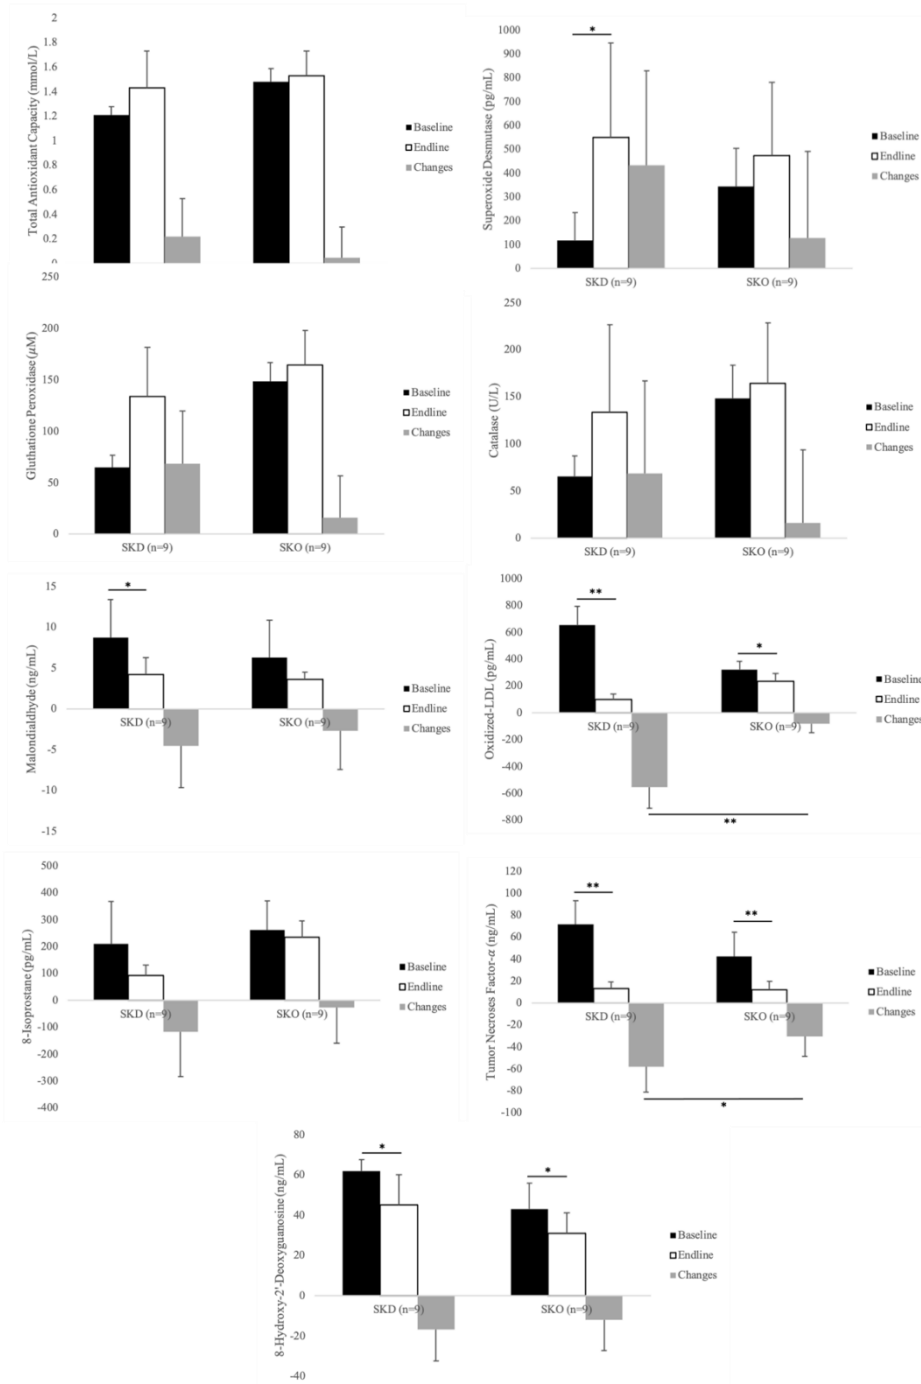 2
1.8
1.6
1.4
1.2
1
0.8
0.6
0.4
0.2
0
Total Antioxidant Capacity (mmol/L)
Baseline
Endline
Changes
1000
900
800
700
600
500
400
300
200
100
0
Superoxide Desmutase (pg/mL)
*
SKD (n=9)
SKO (n=9)
Baseline
Endline
Changes
250
200
150
100
50
0
Gluthatione Peroxidase (µM)
SKD (n=9)
SKO (n=9)
Baseline
Endline
Changes
250
200
150
100
50
0
Catalase (U/L)
SKD (n=9)
SKO (n=9)
Baseline
Endline
Changes
15
10
5
0
-5
-10
-15
Malondialdhyde (ng/mL)
*
SKD (n=9)
SKO (n=9)
Baseline
Endline
Changes
1000
800
600
400
200
0
-200
-400
-600
-800
Oxidized-LDL (pg/mL)
**
*
SKD (n=9)
SKO (n=9)
**
Baseline
Endline
Changes
500
400
300
200
100
0
-100
-200
-300
-400
8-Isoprostane (pg/mL)
SKD (n=9)
SKO (n=9)
Baseline
Endline
Changes
120
100
80
60
40
20
0
-20
-40
-60
-80
-100
Tumor Necroses Factor-α (ng/mL)
**
**
SKD (n=9)
SKO (n=9)
*
Baseline
Endline
Changes
80
60
40
20
0
-20
-40
8-Hydroxy-2'-Deoxyguanosine (ng/mL)
*
*
SKD (n=9)
SKO (n=9)
Baseline
Endline
Changes